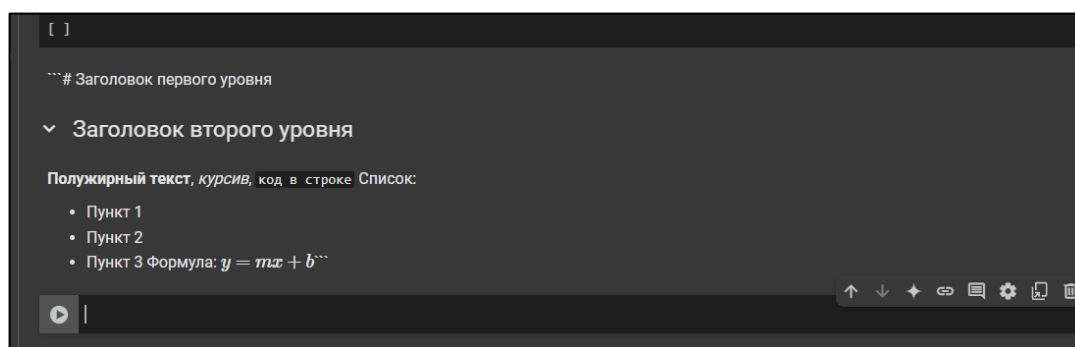 [ ]
```# Заголовок первого уровня
Заголовок второго уровня
Полужирный текст, курсив, код в строке Список:
• Пункт 1
• Пункт 2
• Пункт 3 Формула: y = mx + b```